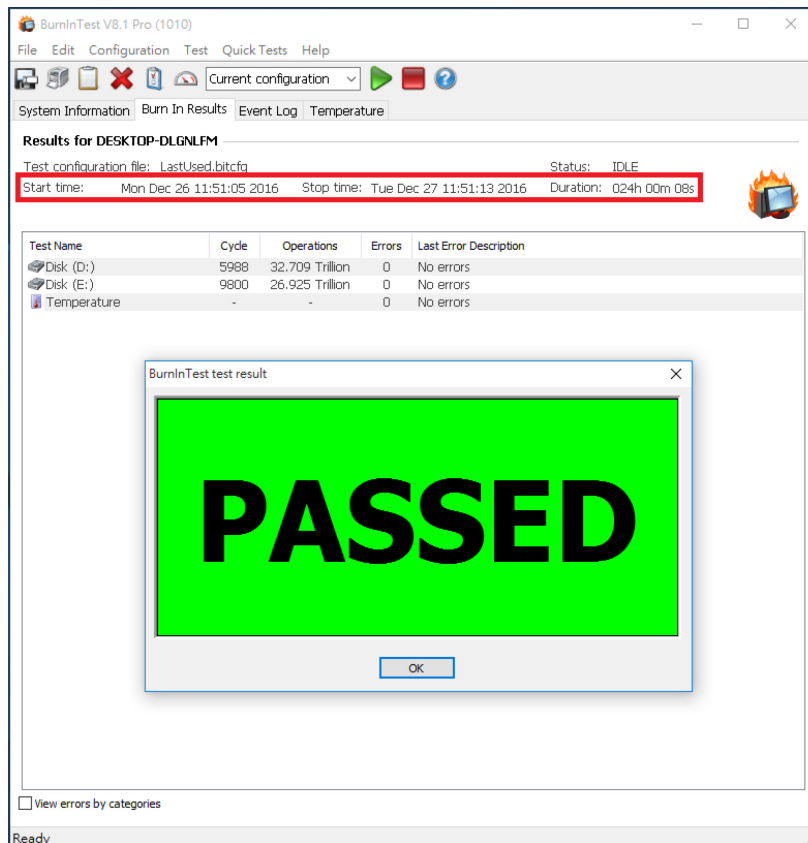 BurnInTest V8.1 Pro (1010)
File Edit Configuration Test Quick Tests Help
Current configuration
System Information Burn In Results Event Log Temperature
Results for DESKTOP-DLGNLFM
Test configuration file: LastUsed.bitcfg Status: IDLE
Start time: Mon Dec 26 11:51:05 2016 Stop time: Tue Dec 27 11:51:13 2016 Duration: 024h 00m 08s
Test Name Cycle Operations Errors Last Error Description
Disk (D:) 5988 32.709 Trillion 0 No errors
Disk (E:) 9800 26.925 Trillion 0 No errors
Temperature - - 0 No errors
BurnInTest test result
PASSED
OK
View errors by categories
Ready